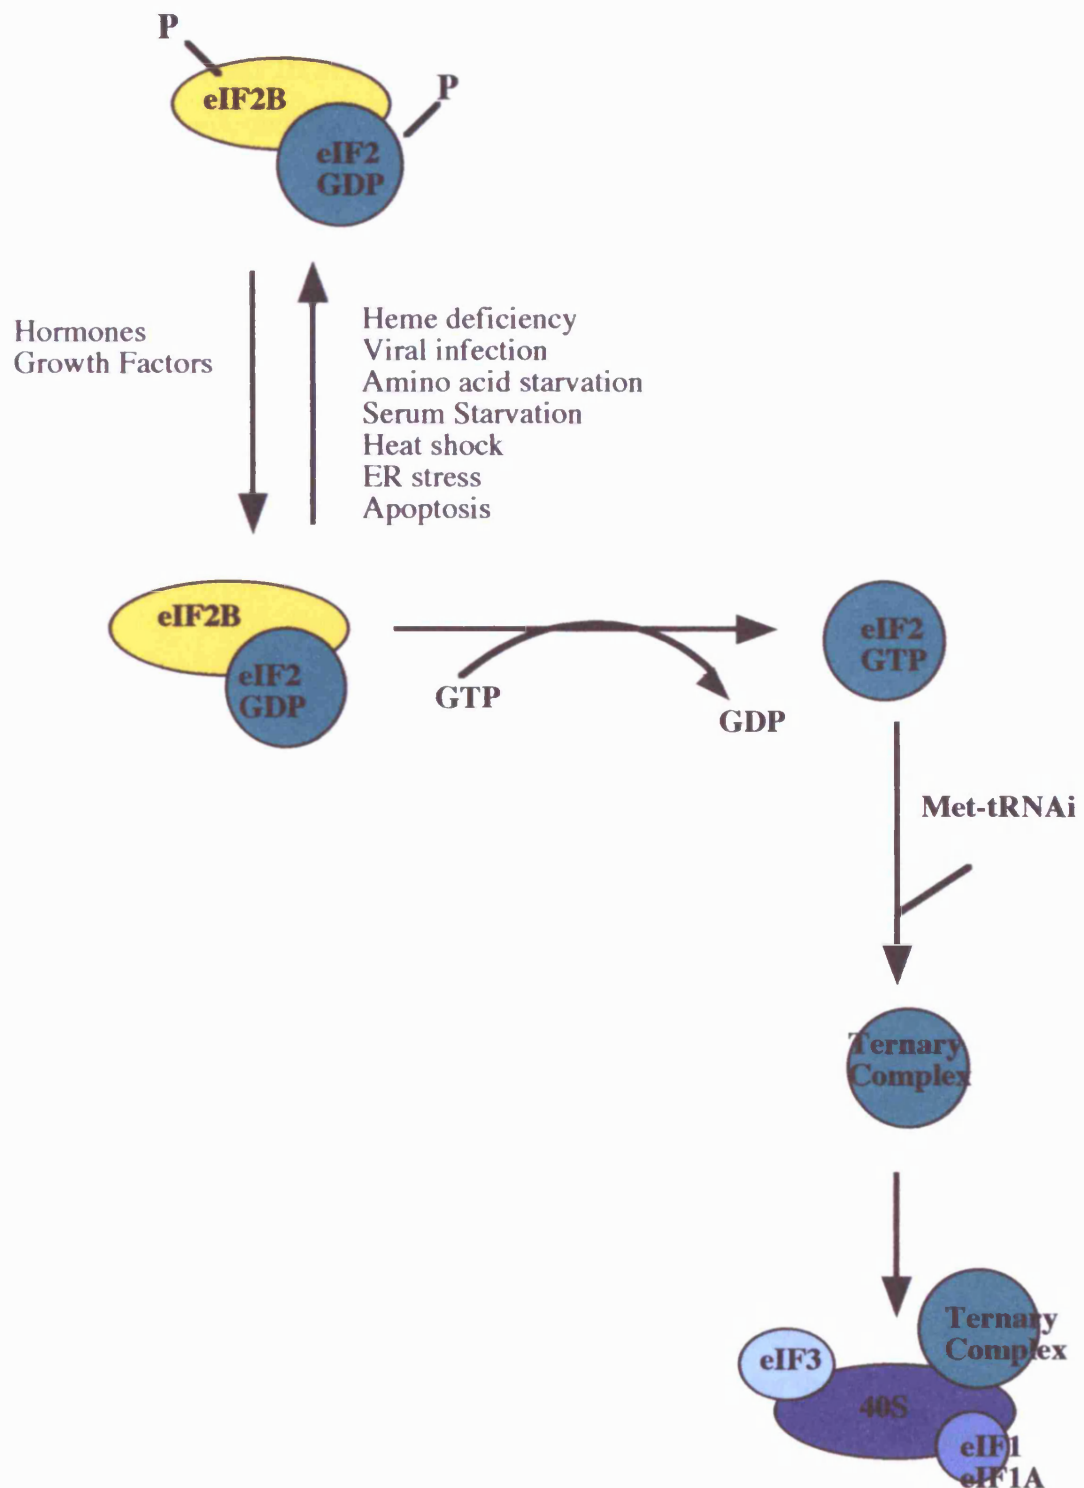 P
eIF2B
P
eIF2
GDP
Hormones
Growth Factors
Heme deficiency
Viral infection
Amino acid starvation
Serum Starvation
Heat shock
ER stress
Apoptosis
eIF2B
eIF2
GDP
GTP
GDP
eIF2
GTP
Met-tRNAi
Ternary
Complex
Ternary
Complex
eIF3
40S
eIF1
eIF1A